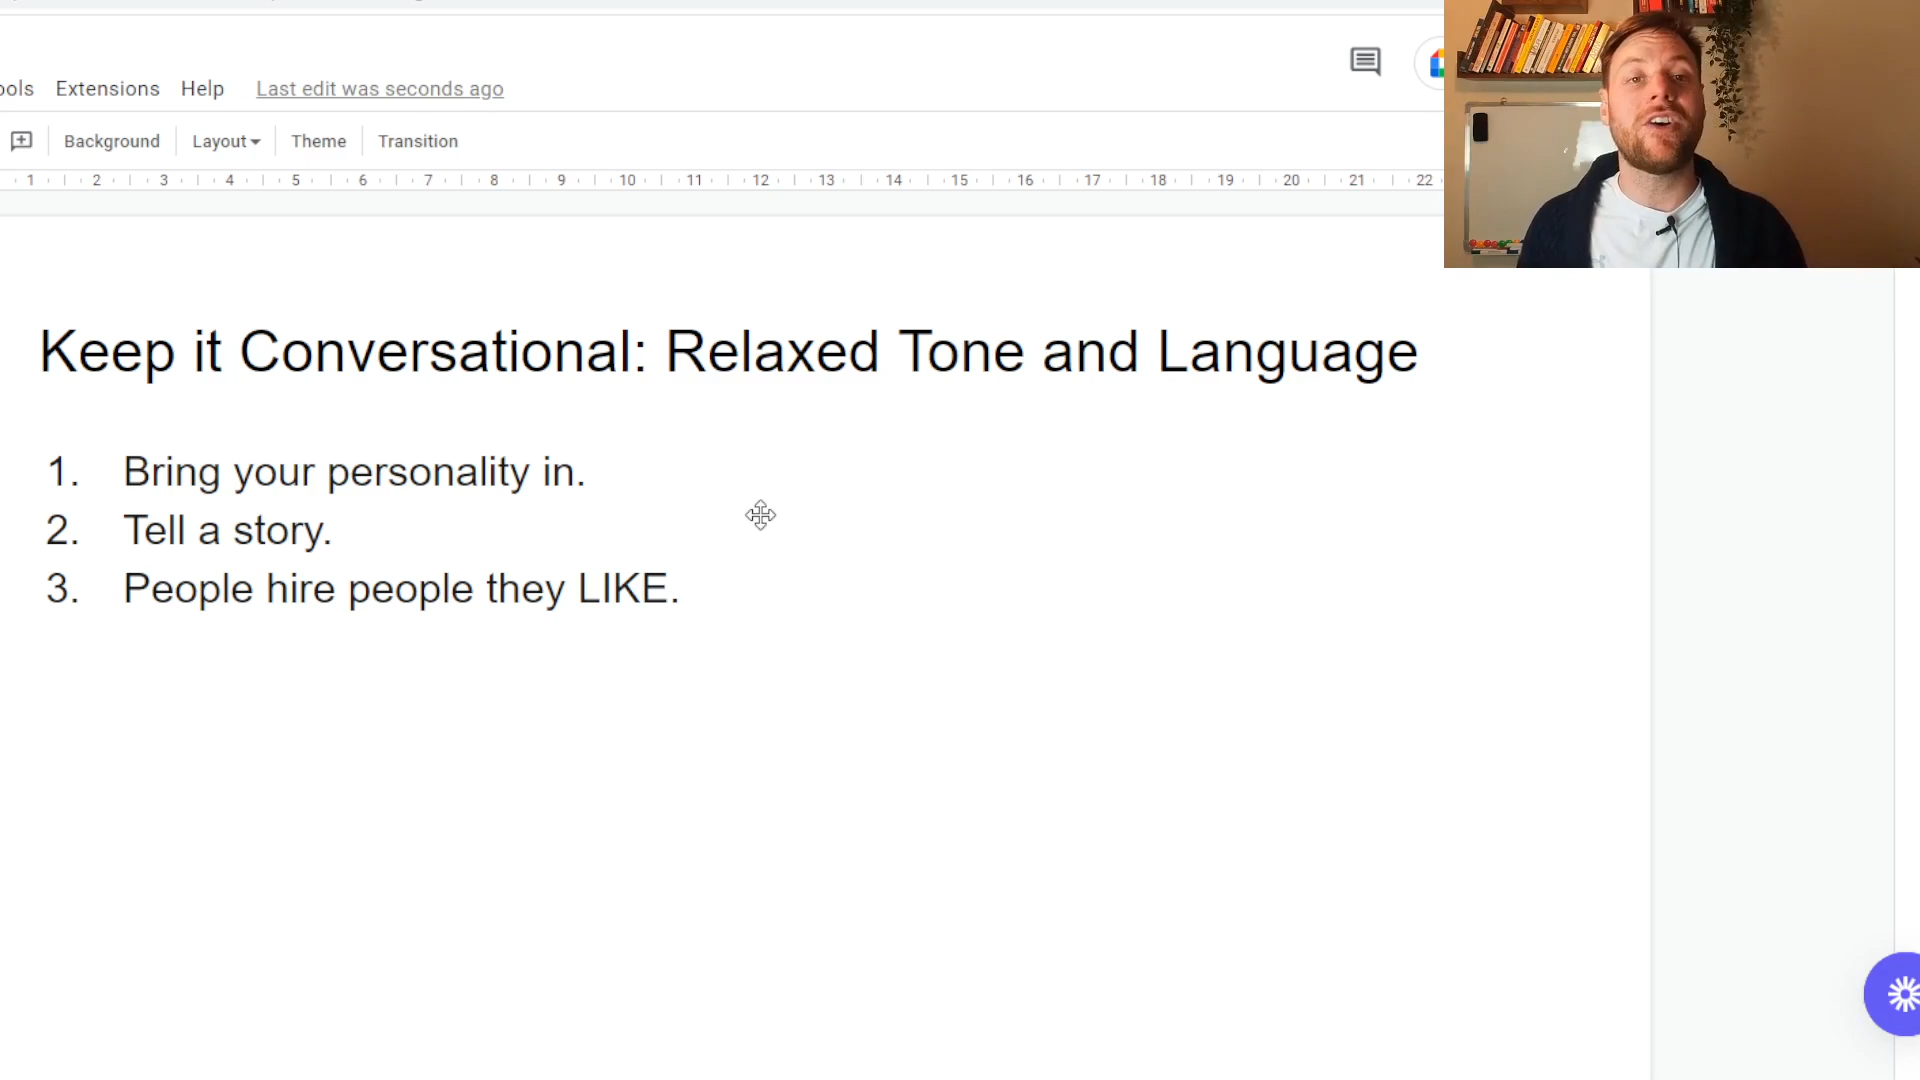 Extensions Help Last edit was seconds ago
Background Layout Theme Transition
1 2 3 4 5 6 7 8 9 10 11 12 13 14 15 16 17 18 19 20 21 22
Keep it Conversational: Relaxed Tone and Language
1. Bring your personality in.
2. Tell a story.
3. People hire people they LIKE.